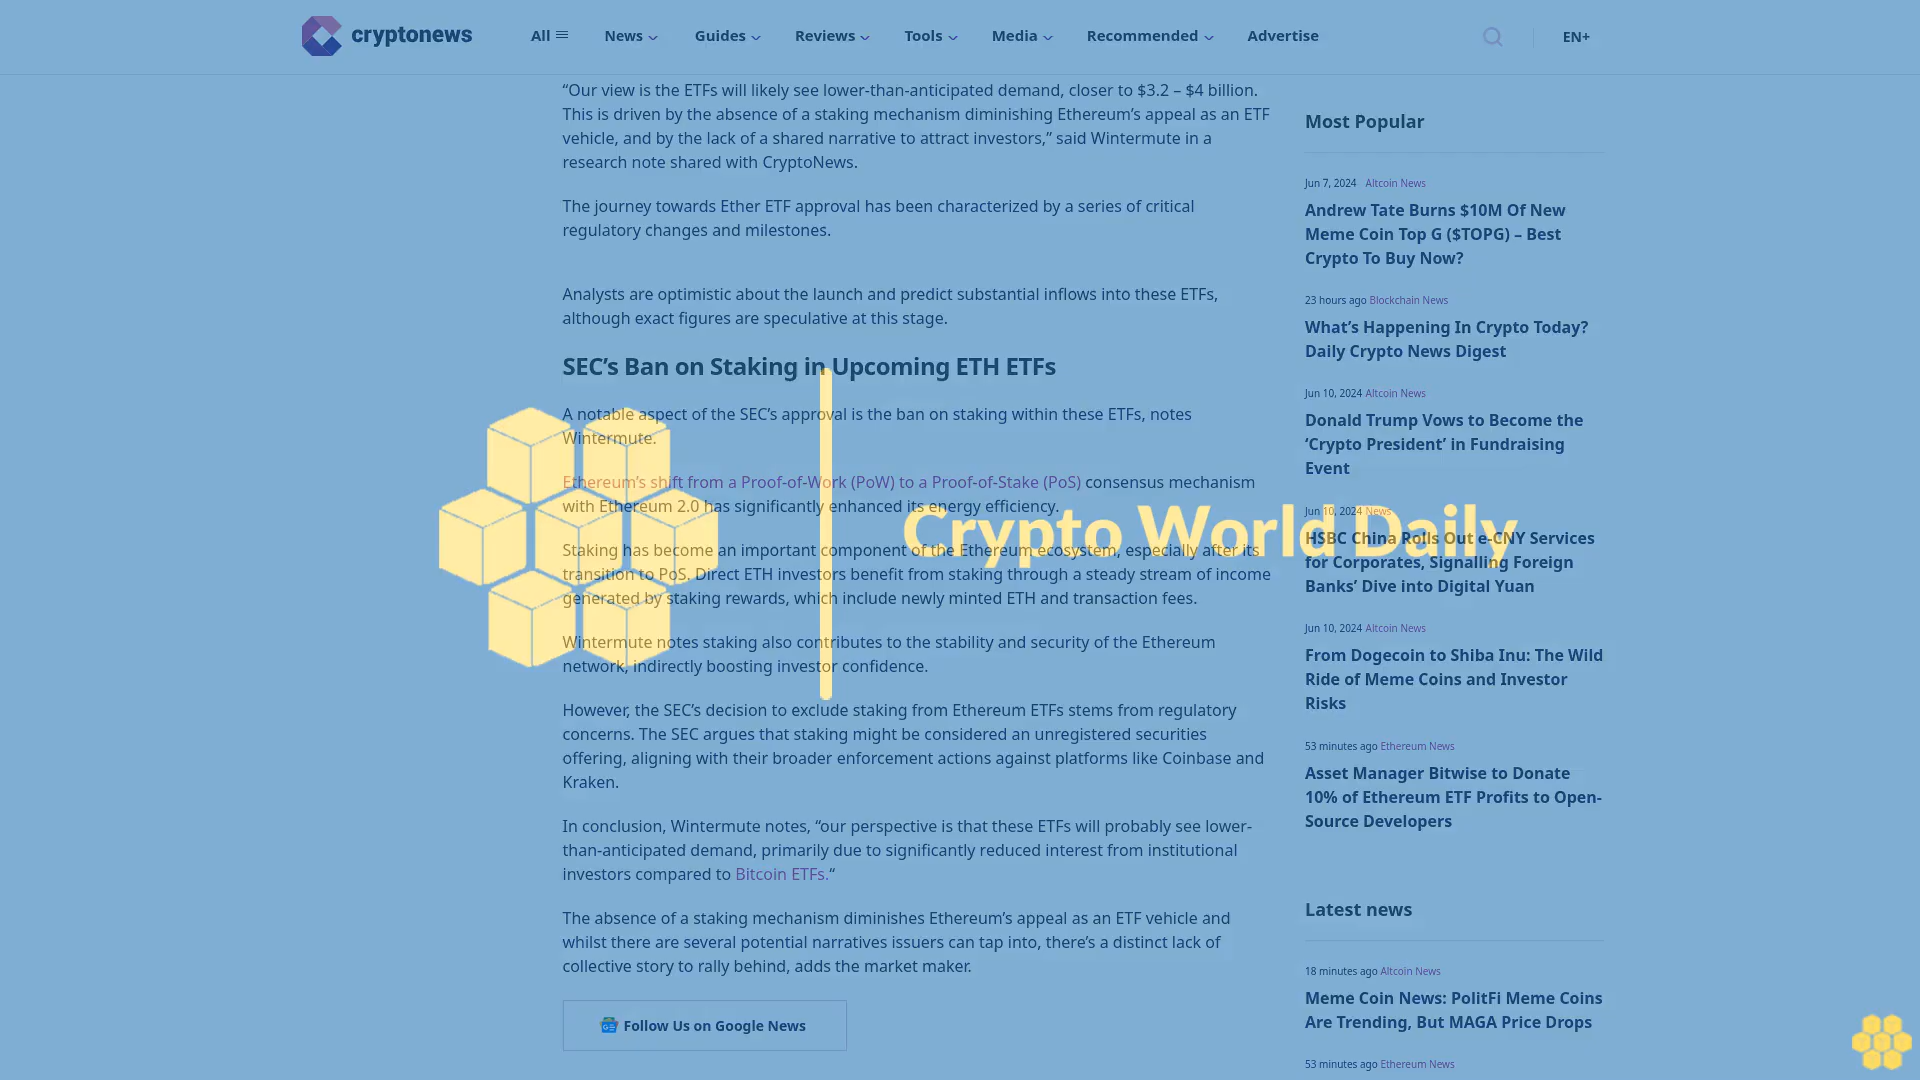 cryptonews
All
News
Guides
Reviews
Tools
Media
Recommended
Advertise
EN+
“Our view is the ETFs will likely see lower-than-anticipated demand, closer to $3.2 – $4 billion.
This is driven by the absence of a staking mechanism diminishing Ethereum’s appeal as an ETF
vehicle, and by the lack of a shared narrative to attract investors,” said Wintermute in a
research note shared with CryptoNews.
The journey towards Ether ETF approval has been characterized by a series of critical
regulatory changes and milestones.
Analysts are optimistic about the launch and predict substantial inflows into these ETFs,
although exact figures are speculative at this stage.
SEC’s Ban on Staking in Upcoming ETH ETFs
A notable aspect of the SEC’s approval is the ban on staking within these ETFs, notes
Wintermute.
Ethereum’s shift from a Proof-of-Work (PoW) to a Proof-of-Stake (PoS) consensus mechanism
with Ethereum 2.0 has significantly enhanced its energy efficiency.
Staking has become an important component of the Ethereum ecosystem, especially after its
transition to PoS. Direct ETH investors benefit from staking through a steady stream of income
generated by staking rewards, which include newly minted ETH and transaction fees.
Wintermute notes staking also contributes to the stability and security of the Ethereum
network, indirectly boosting investor confidence.
However, the SEC’s decision to exclude staking from Ethereum ETFs stems from regulatory
concerns. The SEC argues that staking might be considered an unregistered securities
offering, aligning with their broader enforcement actions against platforms like Coinbase and
Kraken.
In conclusion, Wintermute notes, “our perspective is that these ETFs will probably see lower-
than-anticipated demand, primarily due to significantly reduced interest from institutional
investors compared to Bitcoin ETFs.“
The absence of a staking mechanism diminishes Ethereum’s appeal as an ETF vehicle and
whilst there are several potential narratives issuers can tap into, there’s a distinct lack of
collective story to rally behind, adds the market maker.
Follow Us on Google News
Crypto World Daily
Most Popular
Jun 7, 2024 Altcoin News
Andrew Tate Burns $10M Of New
Meme Coin Top G ($TOPG) – Best
Crypto To Buy Now?
23 hours ago Blockchain News
What’s Happening In Crypto Today?
Daily Crypto News Digest
Jun 10, 2024 Altcoin News
Donald Trump Vows to Become the
‘Crypto President’ in Fundraising
Event
Jun 10, 2024 News
HSBC China Rolls Out e-CNY Services
for Corporates, Signalling Foreign
Banks’ Dive into Digital Yuan
Jun 10, 2024 Altcoin News
From Dogecoin to Shiba Inu: The Wild
Ride of Meme Coins and Investor
Risks
53 minutes ago Ethereum News
Asset Manager Bitwise to Donate
10% of Ethereum ETF Profits to Open-
Source Developers
Latest news
18 minutes ago Altcoin News
Meme Coin News: PolitFi Meme Coins
Are Trending, But MAGA Price Drops
53 minutes ago Ethereum News